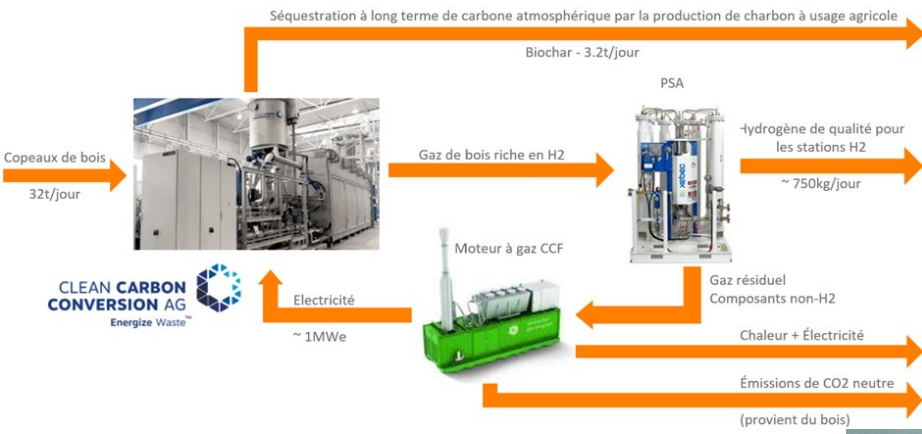 Séquestration à long terme de carbone atmosphérique par la production de charbon à usage agricole
Biochar - 3.2t/jour
PSA
Copeaux de bois
32t/jour
Gaz de bois riche en H2
Hydrogène de qualité pour
les stations H2
~ 750kg/jour
xebec
Moteur à gaz CCF
CLEAN CARBON
CONVERSION AG
Energize Waste™
Electricité
~ 1MWe
Gaz résiduel
Composants non-H2
Chaleur + Électricité
Émissions de CO2 neutre
(provient du bois)